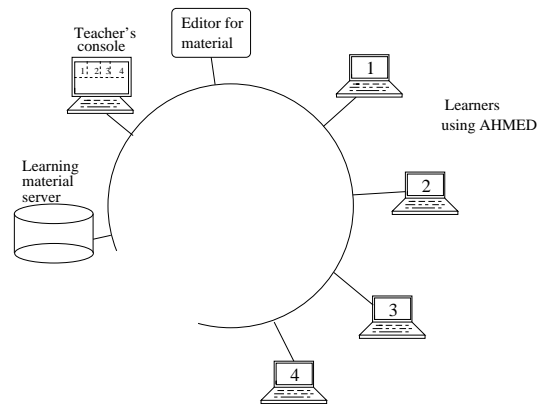 Teacher's
console
1 2 3 4
Editor for
material
1
Learners
using AHMED
2
Learning
material
server
3
4